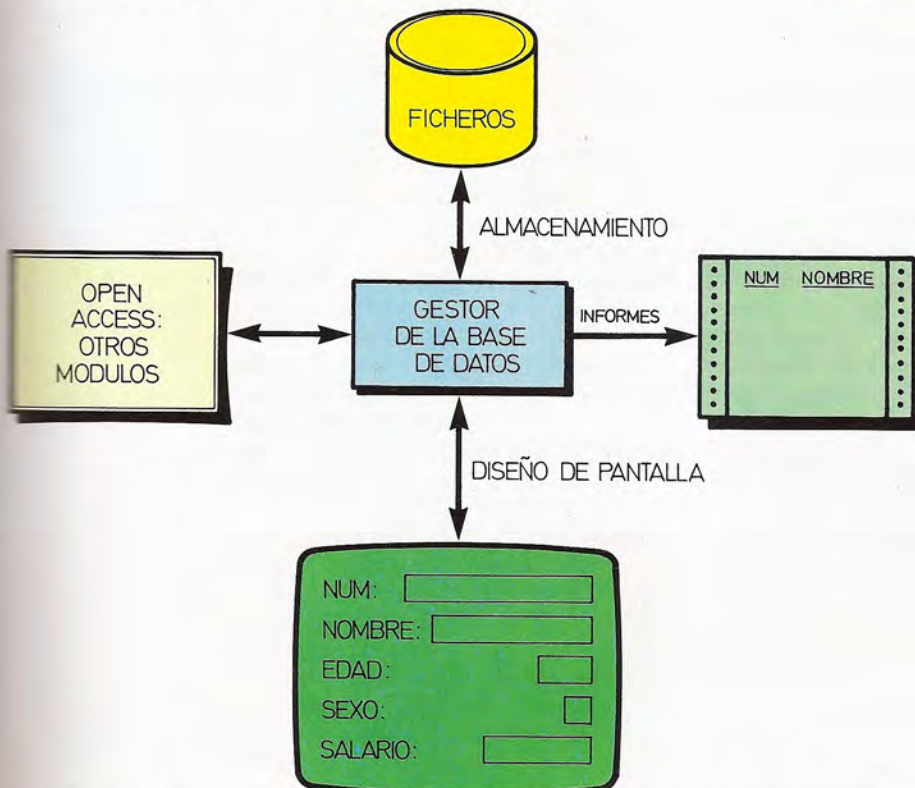 FICHEROS
ALMACENAMIENTO
OPEN
ACCESS:
OTROS
MODULOS
GESTOR
DE LA BASE
DE DATOS
INFORMES
NUM NOMBRE
DISEÑO DE PANTALLA
NUM:
NOMBRE:
EDAD:
SEXO:
SALARIO: